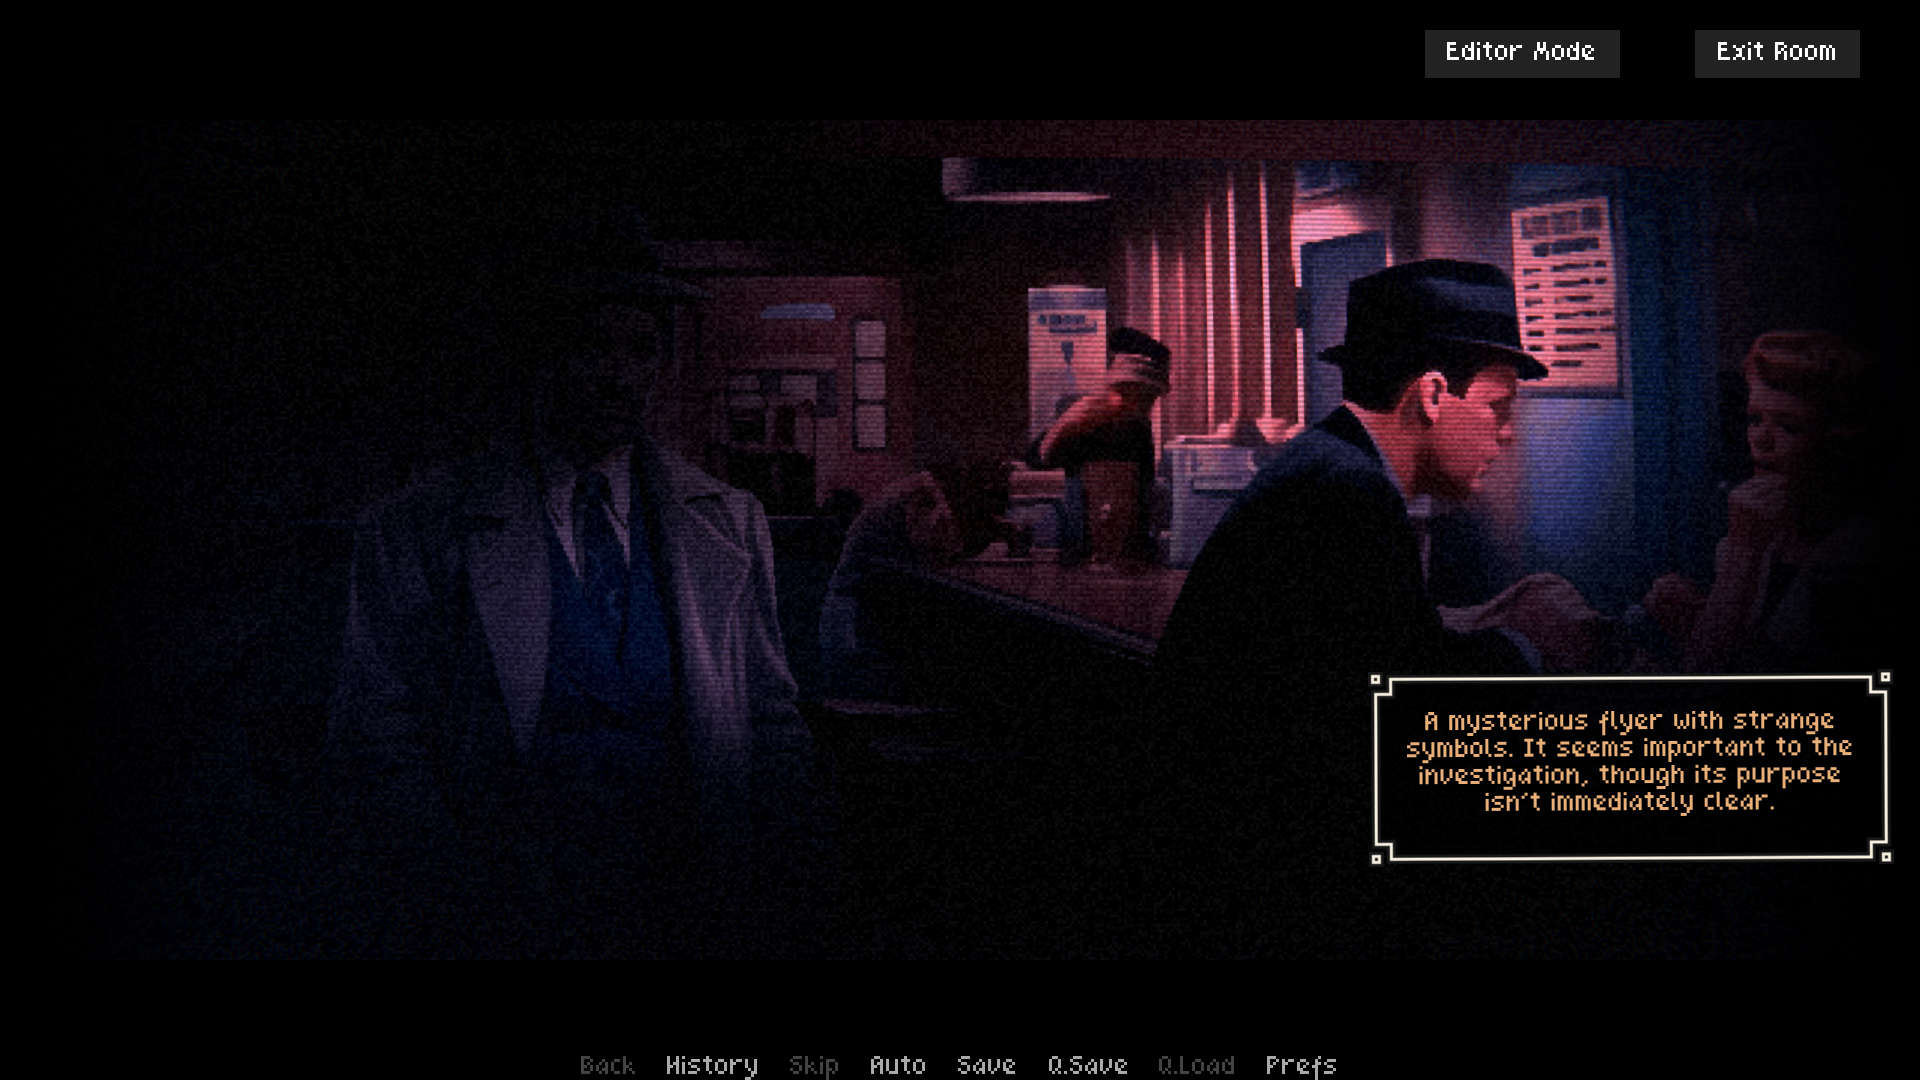 Editor Mode
Exit Room
A mysterious flyer with strange
symbols. It seems important to the
investigation, though its purpose
isn't immediately clear.
Back History Skip Auto Save Q.Save Q.Load Prefs